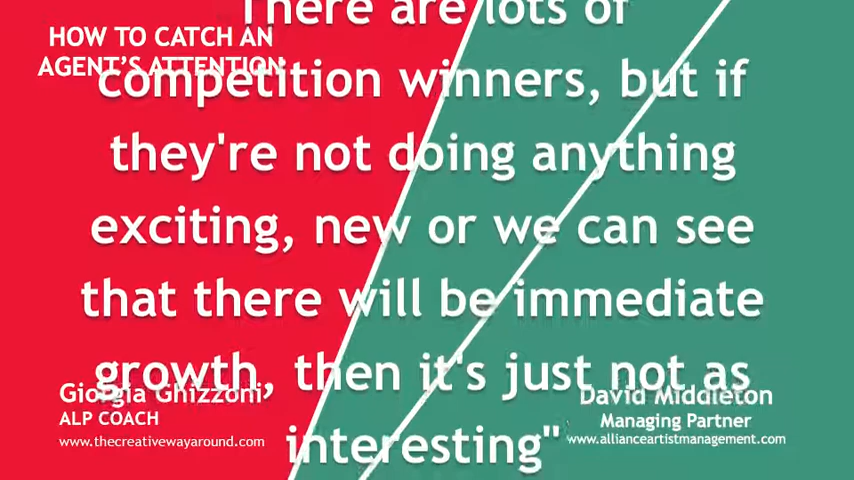 There are lots of
HOW TO CATCH AN
AGENT'S ATTENTION
competition winners, but if
they're not doing anything
exciting, new or we can see
that there will be immediate
growth, then it's just not as
interesting"
Giorgia Ghizzoni
ALP COACH
www.thecreativewayaround.com
David Middleton
Managing Partner
www.allianceartistmanagement.com